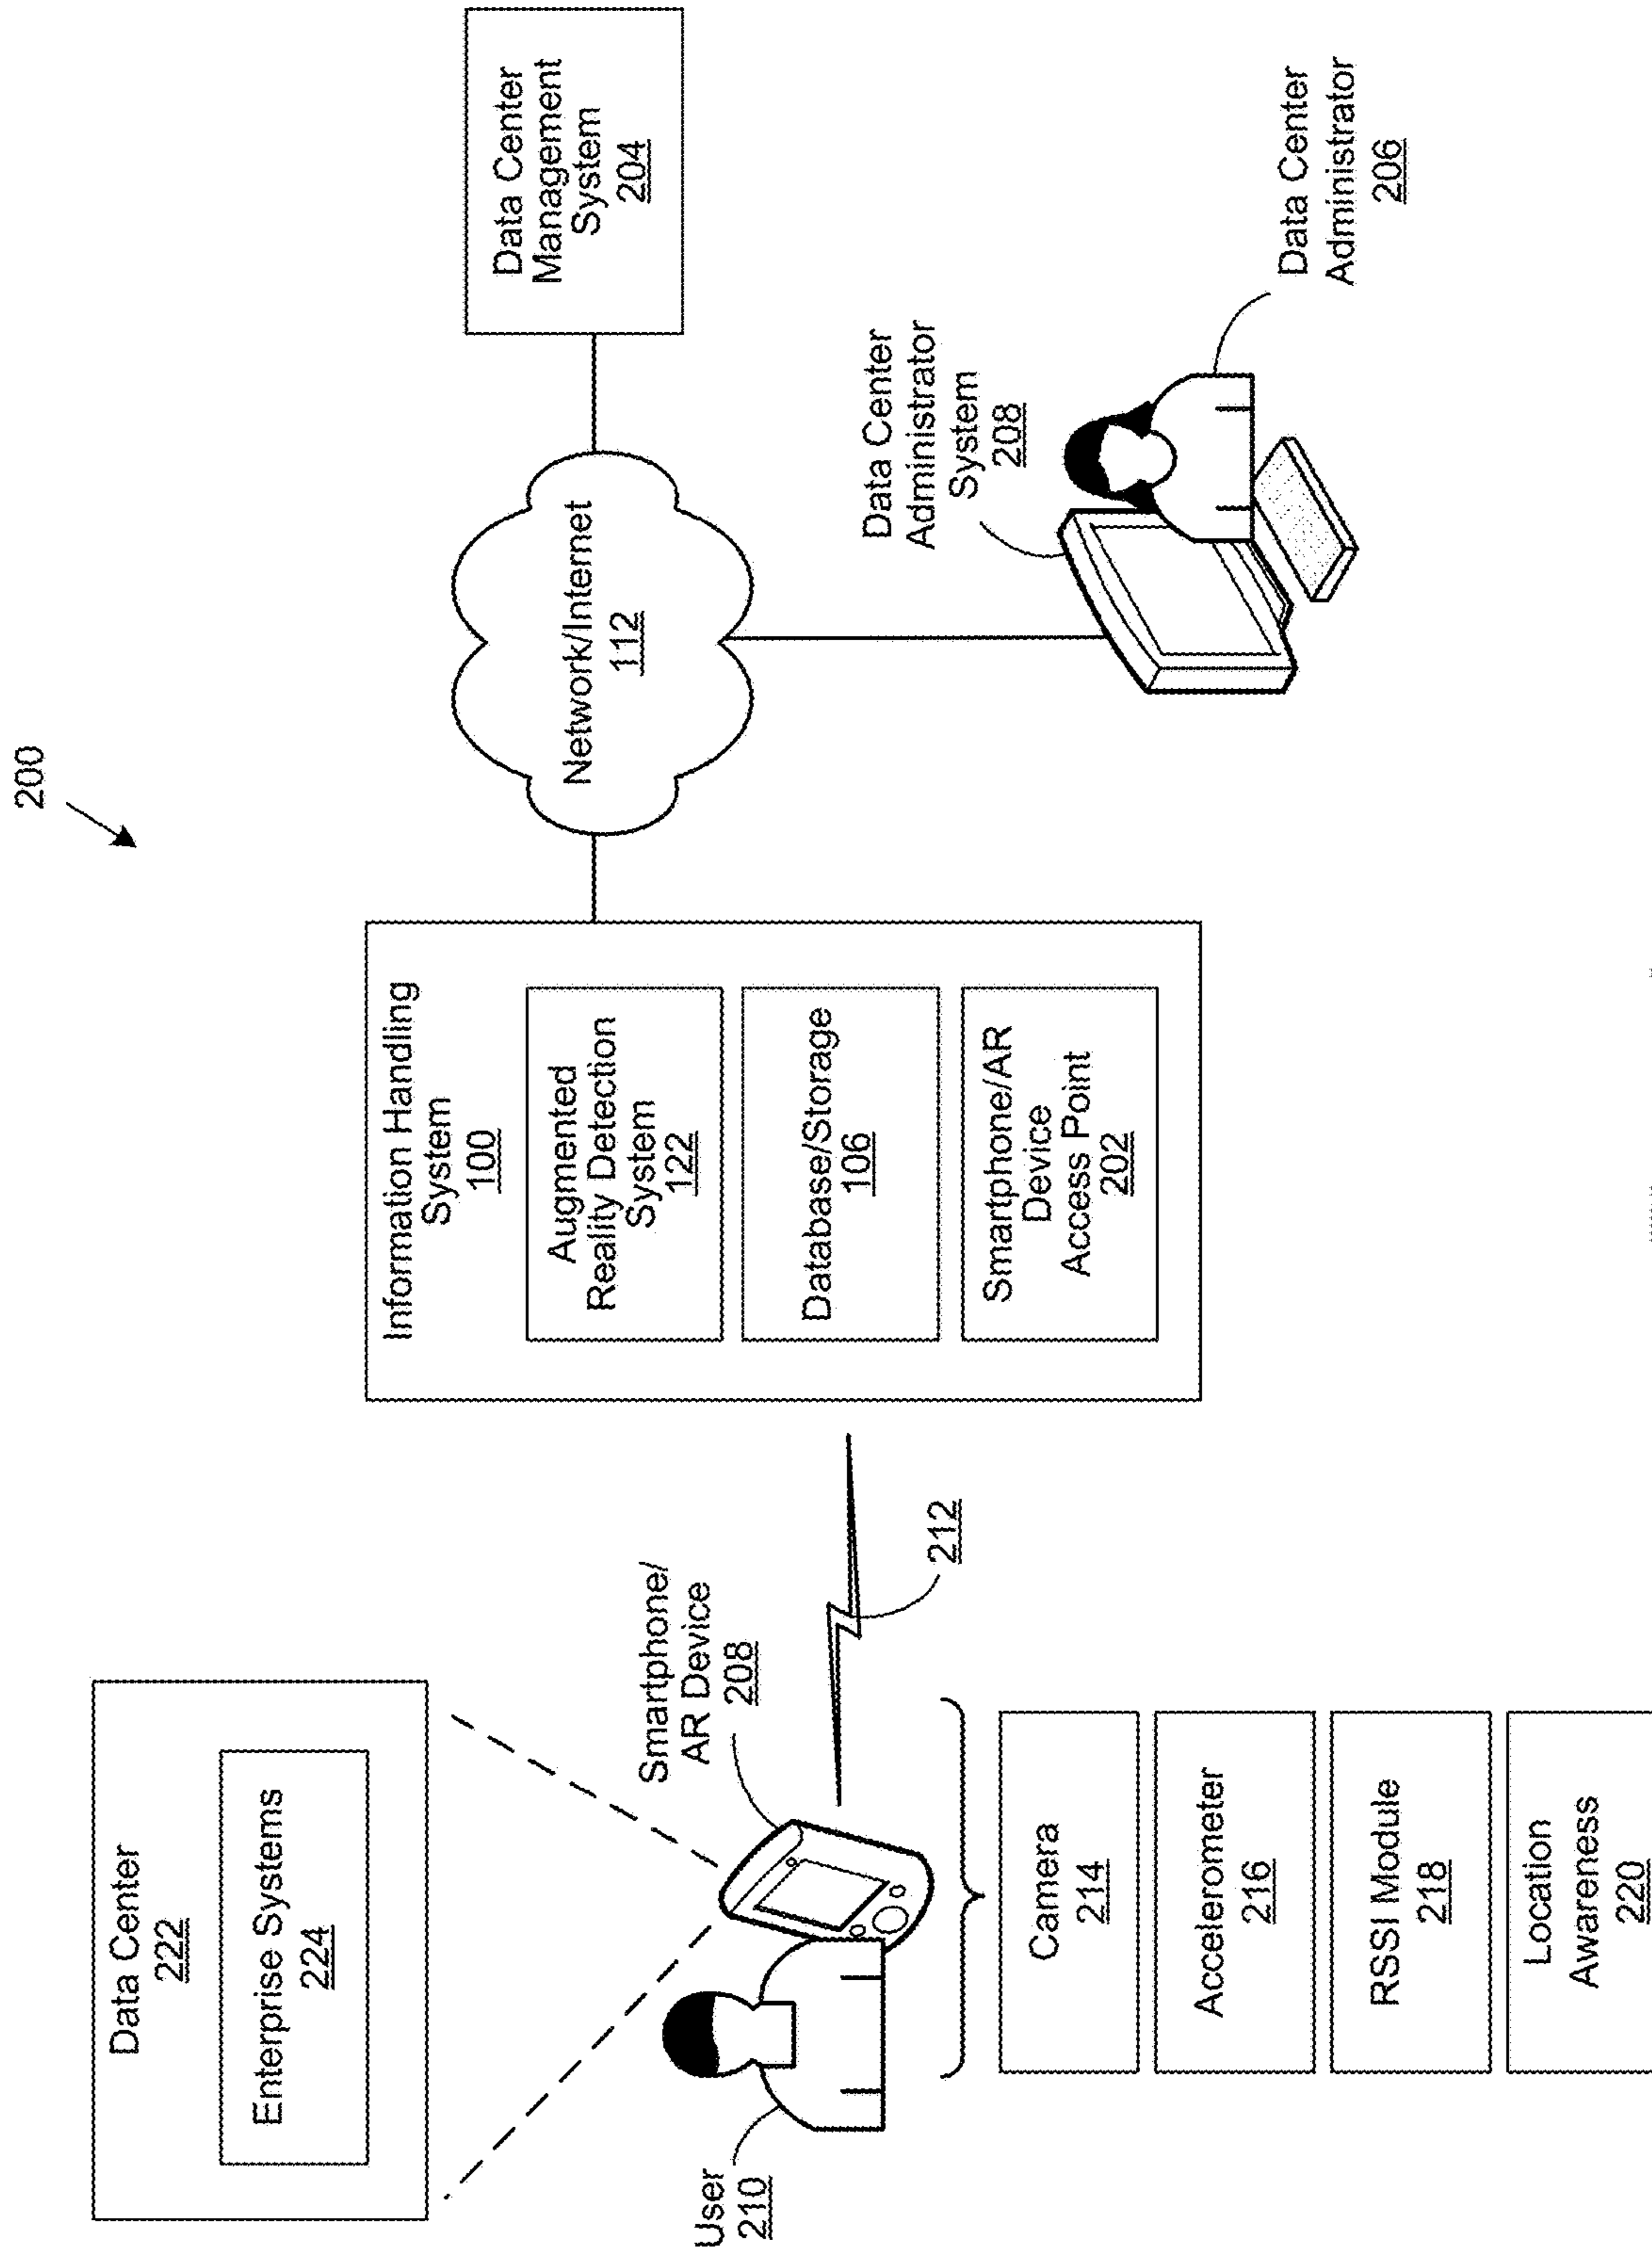 200
Data Center
222
Enterprise Systems
224
User
210
Smartphone/
AR Device
208
212
Camera
214
Accelerometer
216
RSSI Module
218
Location
Awareness
220
Information Handling
System
100
Augmented
Reality Detection
System
122
Database/Storage
106
Smartphone/AR
Device
Access Point
202
Network/Internet
112
Data Center
Management
System
204
Data Center
Administrator
System
208
Data Center
Administrator
206